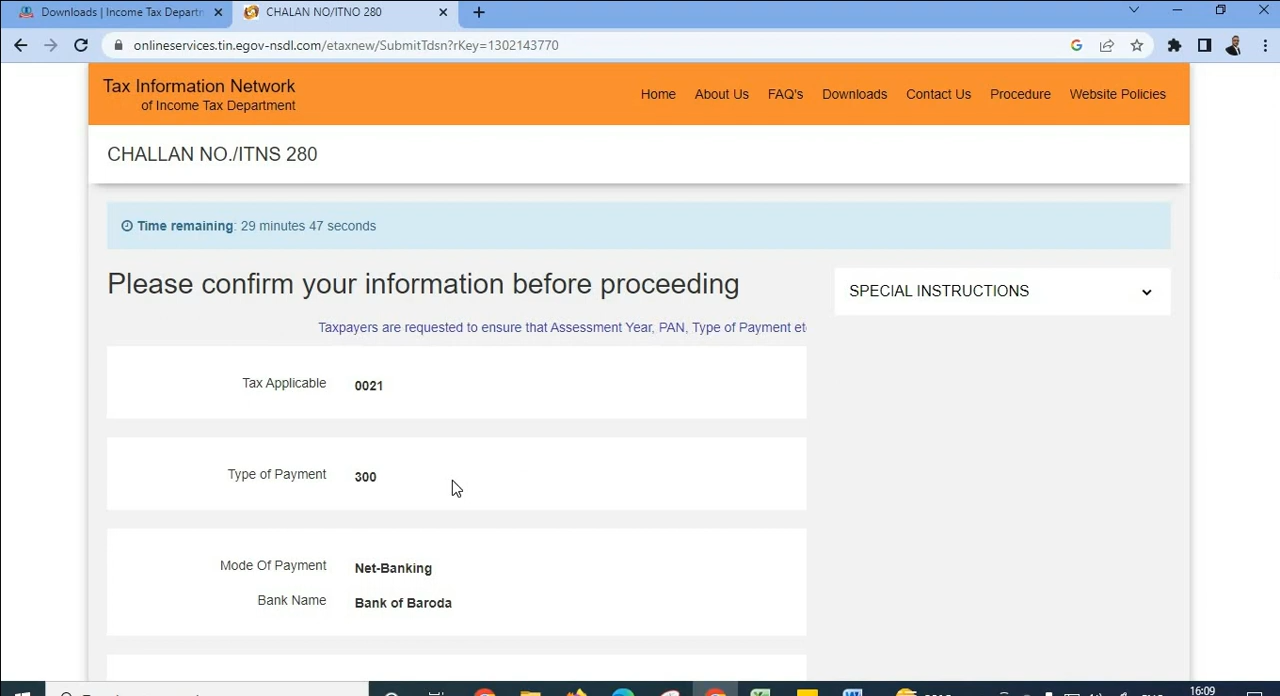 Downloads | Income Tax Departm
CHALAN NO/ITNO 280
onlineservices.tin.egov-nsdl.com/etaxnew/SubmitTdsn?rKey=1302143770
Tax Information Network
of Income Tax Department
Home About Us FAQ's Downloads Contact Us Procedure Website Policies
CHALLAN NO./ITNS 280
Time remaining: 29 minutes 47 seconds
Please confirm your information before proceeding
SPECIAL INSTRUCTIONS
Taxpayers are requested to ensure that Assessment Year, PAN, Type of Payment et
Tax Applicable 0021
Type of Payment 300
Mode Of Payment Net-Banking
Bank Name Bank of Baroda
16:09